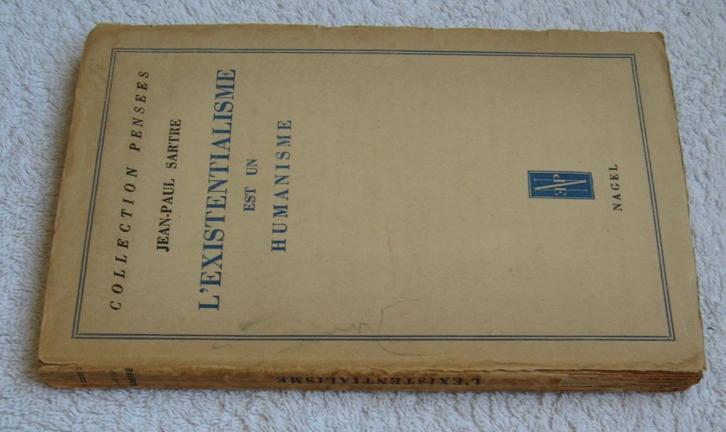 COLLECTION PENSEES
JEAN-PAUL SARTRE
L'EXISTENTIALISME
EST UN
HUMANISME
NAGEL
L'EXISTENTIALISME